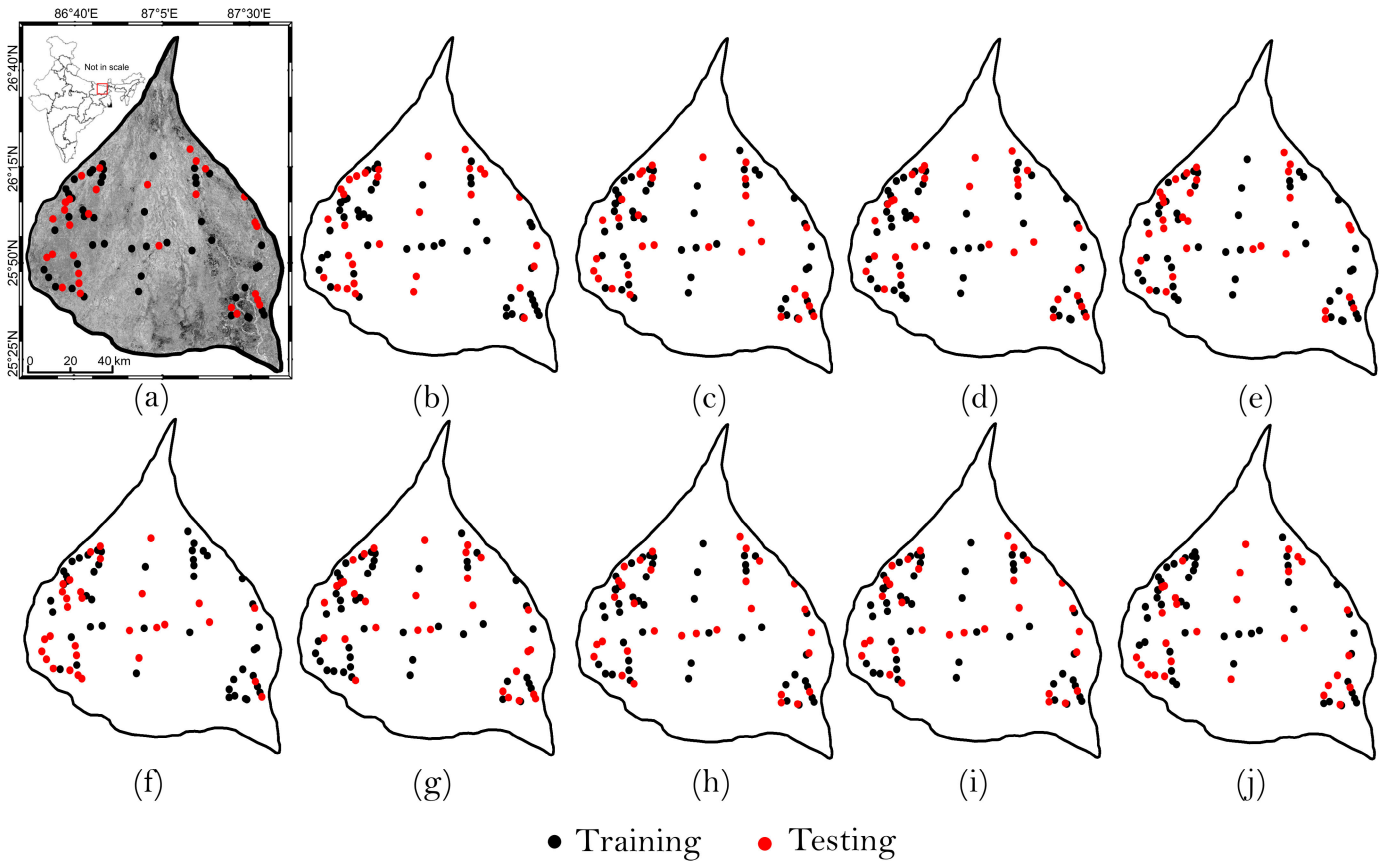 86°40'E 87°5'E 87°30'E
26°40'N
26°15'N
25°50'N
25°25'N
Not in scale
0 20 40 km
(a) (b) (c) (d) (e)
(f) (g) (h) (i) (j)
Training Testing